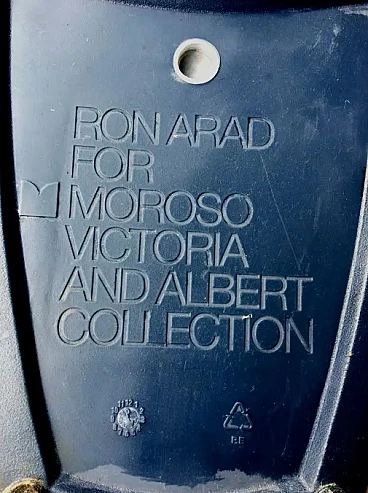 RON ARAD
FOR
MOROSO
VICTORIA
AND ALBERT
COLLECTION